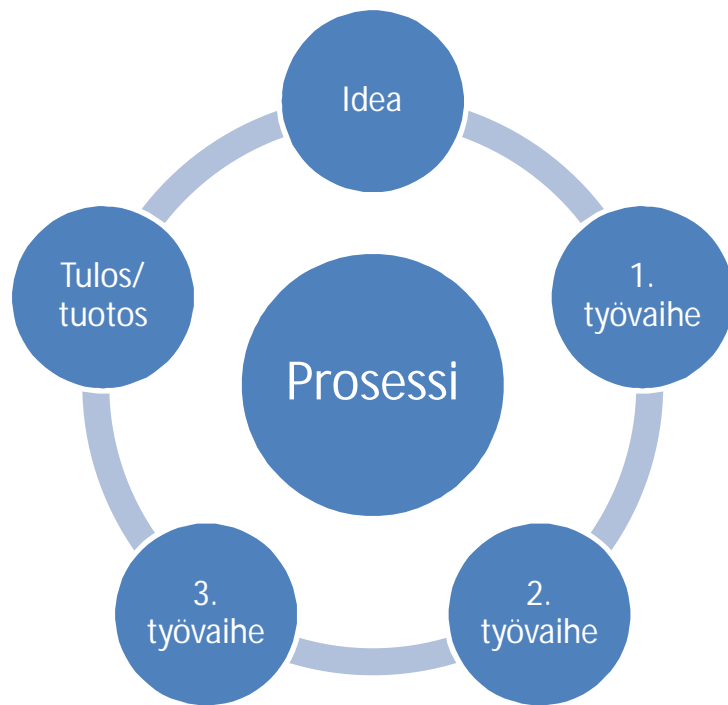 Idea
1.
työvaihe
2.
työvaihe
3.
työvaihe
Tulos/
tuotos
Prosessi